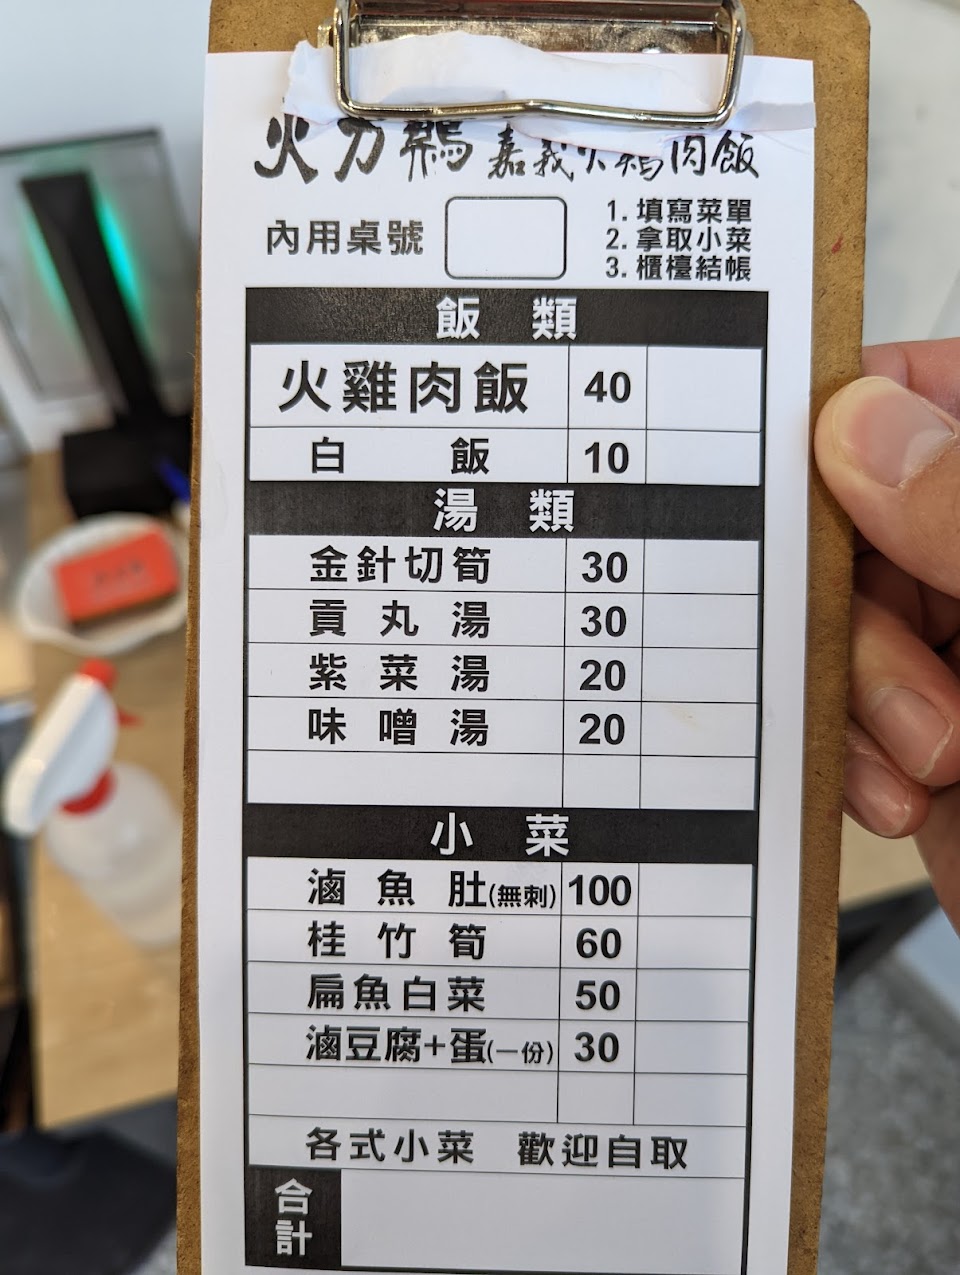 火力鷄 嘉義火鷄肉飯
內用桌號
1. 填寫菜單
2. 拿取小菜
3. 櫃檯結帳
飯類
火雞肉飯 40
白飯 10
湯類
金針切筍 30
貢丸湯 30
紫菜湯 20
味噌湯 20
小菜
滷魚肚(無刺) 100
桂竹筍 60
扁魚白菜 50
滷豆腐+蛋(一份) 30
各式小菜 歡迎自取
合計